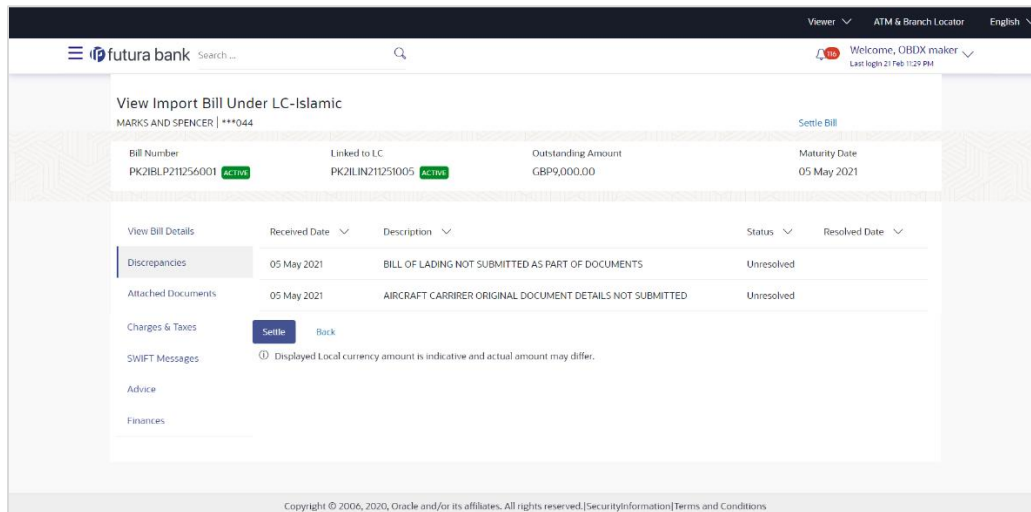 Viewer ATM & Branch Locator English
futura bank Search ... 116 Welcome, OBDX maker
Last login 21 Feb 11:29 PM
View Import Bill Under LC-Islamic
MARKS AND SPENCER | ***044 Settle Bill
Bill Number Linked to LC Outstanding Amount Maturity Date
PK2IBLP211256001 ACTIVE PK2ILIN211251005 ACTIVE GBP9,000.00 05 May 2021
View Bill Details Received Date Description Status Resolved Date
Discrepancies 05 May 2021 BILL OF LADING NOT SUBMITTED AS PART OF DOCUMENTS Unresolved
Attached Documents 05 May 2021 AIRCRAFT CARRIRER ORIGINAL DOCUMENT DETAILS NOT SUBMITTED Unresolved
Charges & Taxes Settle Back
SWIFT Messages Displayed Local currency amount is indicative and actual amount may differ.
Advice
Finances
Copyright © 2006, 2020, Oracle and/or its affiliates. All rights reserved.|SecurityInformation|Terms and Conditions